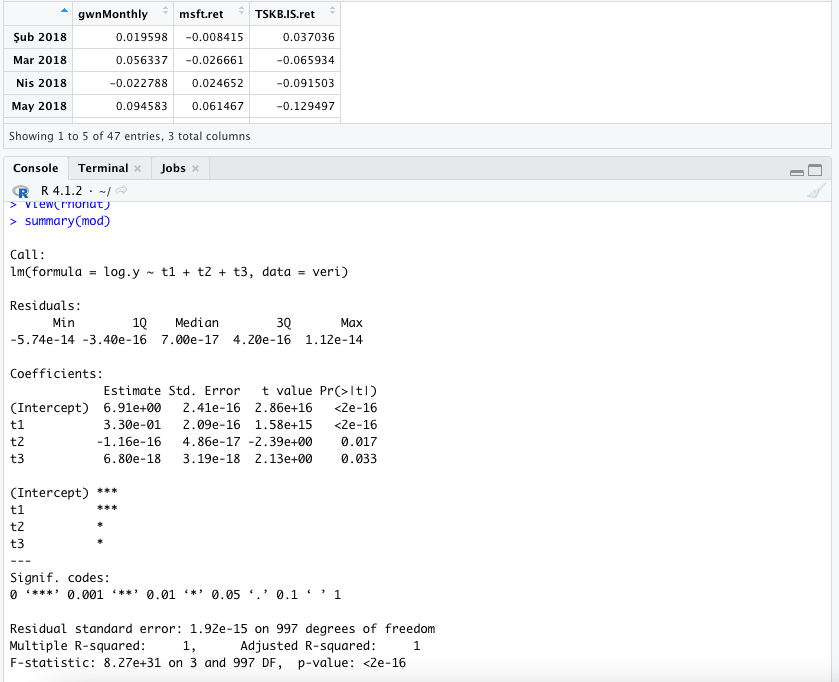 gwnMonthly msft.ret TSKB.IS.ret
Şub 2018 0.019598 -0.008415 0.037036
Mar 2018 0.056337 -0.026661 -0.065934
Nis 2018 -0.022788 0.024652 -0.091503
May 2018 0.094583 0.061467 -0.129497
Showing 1 to 5 of 47 entries, 3 total columns
Console Terminal × Jobs ×
R R 4.1.2 · ~/
> View(rhohat)
> summary(mod)
Call:
lm(formula = log.y ~ t1 + t2 + t3, data = veri)
Residuals:
Min 1Q Median 3Q Max
-5.74e-14 -3.40e-16 7.00e-17 4.20e-16 1.12e-14
Coefficients:
Estimate Std. Error t value Pr(>|t|)
(Intercept) 6.91e+00 2.41e-16 2.86e+16 <2e-16
t1 3.30e-01 2.09e-16 1.58e+15 <2e-16
t2 -1.16e-16 4.86e-17 -2.39e+00 0.017
t3 6.80e-18 3.19e-18 2.13e+00 0.033
(Intercept) ***
t1 ***
t2 *
t3 *
---
Signif. codes:
0 ‘***’ 0.001 ‘**’ 0.01 ‘*’ 0.05 ‘.’ 0.1 ‘ ’ 1
Residual standard error: 1.92e-15 on 997 degrees of freedom
Multiple R-squared: 1, Adjusted R-squared: 1
F-statistic: 8.27e+31 on 3 and 997 DF, p-value: <2e-16